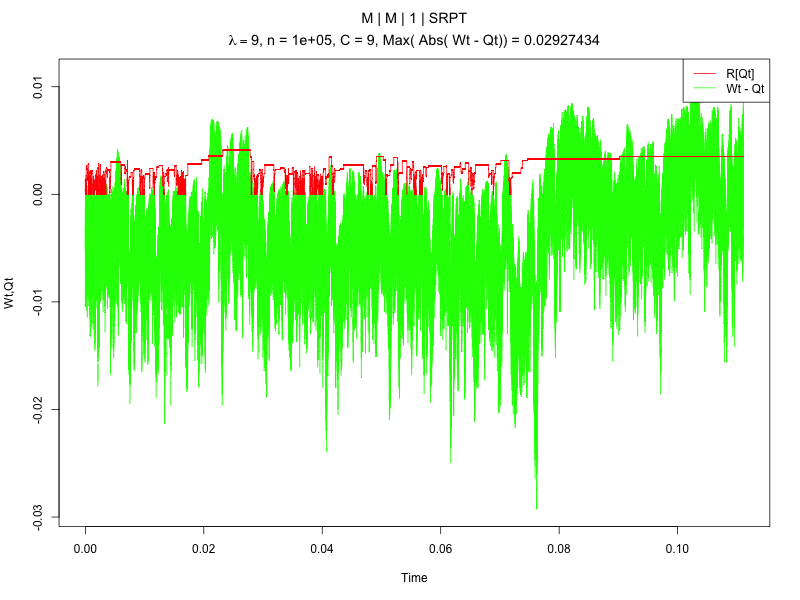 M | M | 1 | SRPT
λ = 9, n = 1e+05, C = 9, Max( Abs( Wt - Qt)) = 0.02927434
R[Qt]
Wt - Qt
Wt,Qt
0.01
0.00
-0.01
-0.02
-0.03
0.00 0.02 0.04 0.06 0.08 0.10
Time